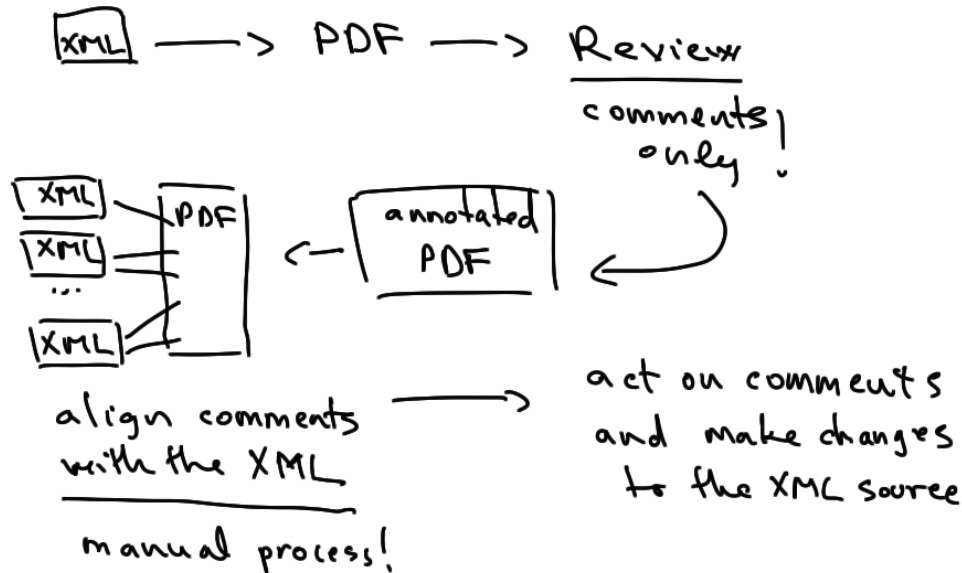 XML → PDF → Review
comments
only!
XML
XML
...
XML
PDF
annotated
PDF
align comments
with the XML
manual process!
act on comments
and make changes
to the XML source